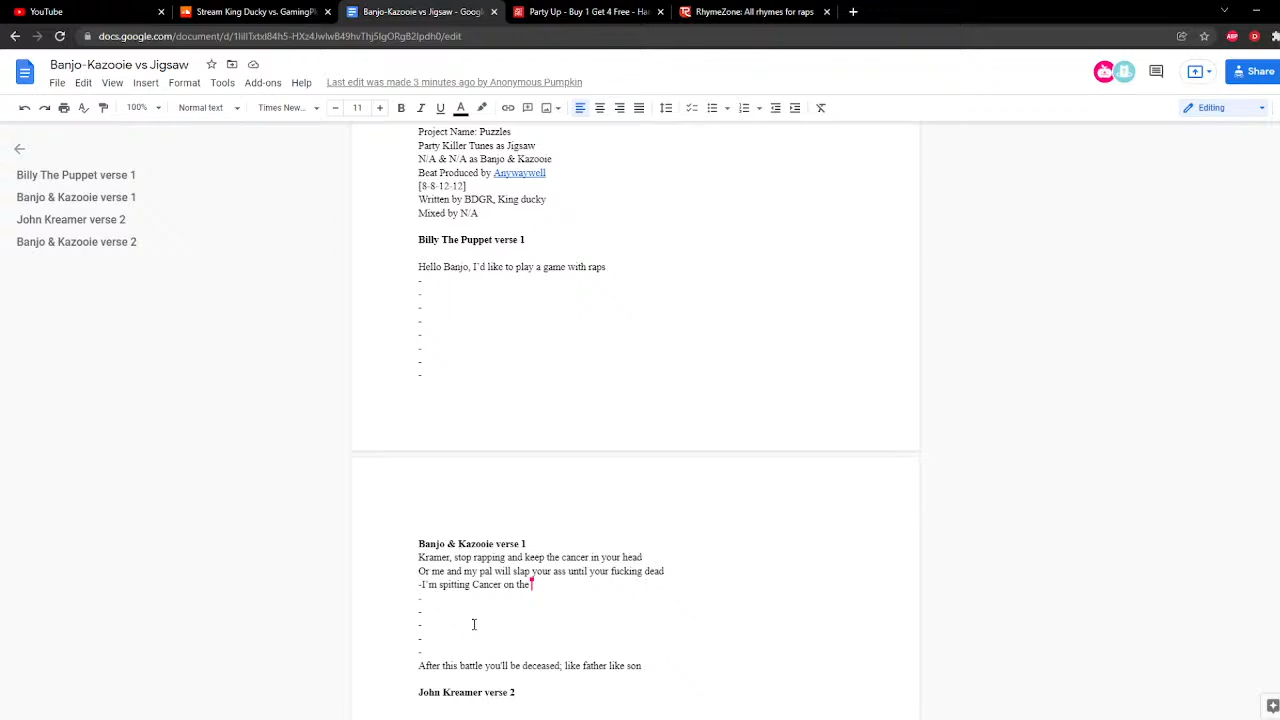 YouTube
Stream King Ducky vs. GamingPl
Banjo-Kazooie vs Jigsaw - Googl
Party Up - Buy 1 Get 4 Free - Ha
RhymeZone: All rhymes for raps
docs.google.com/document/d/
/edit
ABP
D
Banjo-Kazooie vs Jigsaw
File Edit View Insert Format Tools Add-ons Help
Last edit was made 3 minutes ago by Anonymous Pumpkin
Share
100%
Normal text
Times New...
11
B I U A
Editing
Billy The Puppet verse 1
Banjo & Kazooie verse 1
John Kreamer verse 2
Banjo & Kazooie verse 2
Project Name: Puzzles
Party Killer Tunes as Jigsaw
N/A & N/A as Banjo & Kazooie
Beat Produced by Anywaywell
[8-8-12-12]
Written by BDGR, King ducky
Mixed by N/A
Billy The Puppet verse 1
Hello Banjo, I'd like to play a game with raps
-
-
-
-
-
-
-
-
Banjo & Kazooie verse 1
Kramer, stop rapping and keep the cancer in your head
Or me and my pal will slap your ass until your fucking dead
-I'm spitting Cancer on the
-
-
-
-
-
After this battle you'll be deceased; like father like son
John Kreamer verse 2